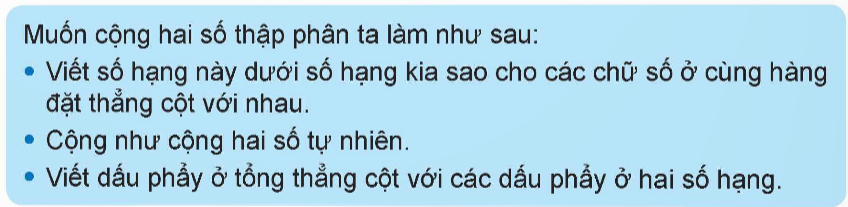 Muốn cộng hai số thập phân ta làm như sau:
• Viết số hạng này dưới số hạng kia sao cho các chữ số ở cùng hàng
đặt thẳng cột với nhau.
• Cộng như cộng hai số tự nhiên.
• Viết dấu phẩy ở tổng thẳng cột với các dấu phẩy ở hai số hạng.